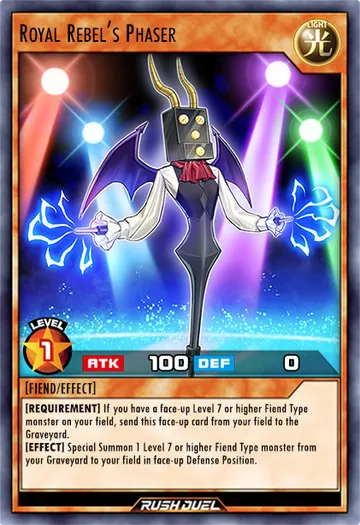 ROYAL REBEL'S PHASER
LIGHT
光
LEVEL
1
ATK 100 DEF 0
[FIEND/EFFECT]
[REQUIREMENT] If you have a face-up Level 7 or higher Fiend Type
monster on your field, send this face-up card from your field to the
Graveyard.
[EFFECT] Special Summon 1 Level 7 or higher Fiend Type monster from
your Graveyard to your field in face-up Defense Position.
RUSH DUEL